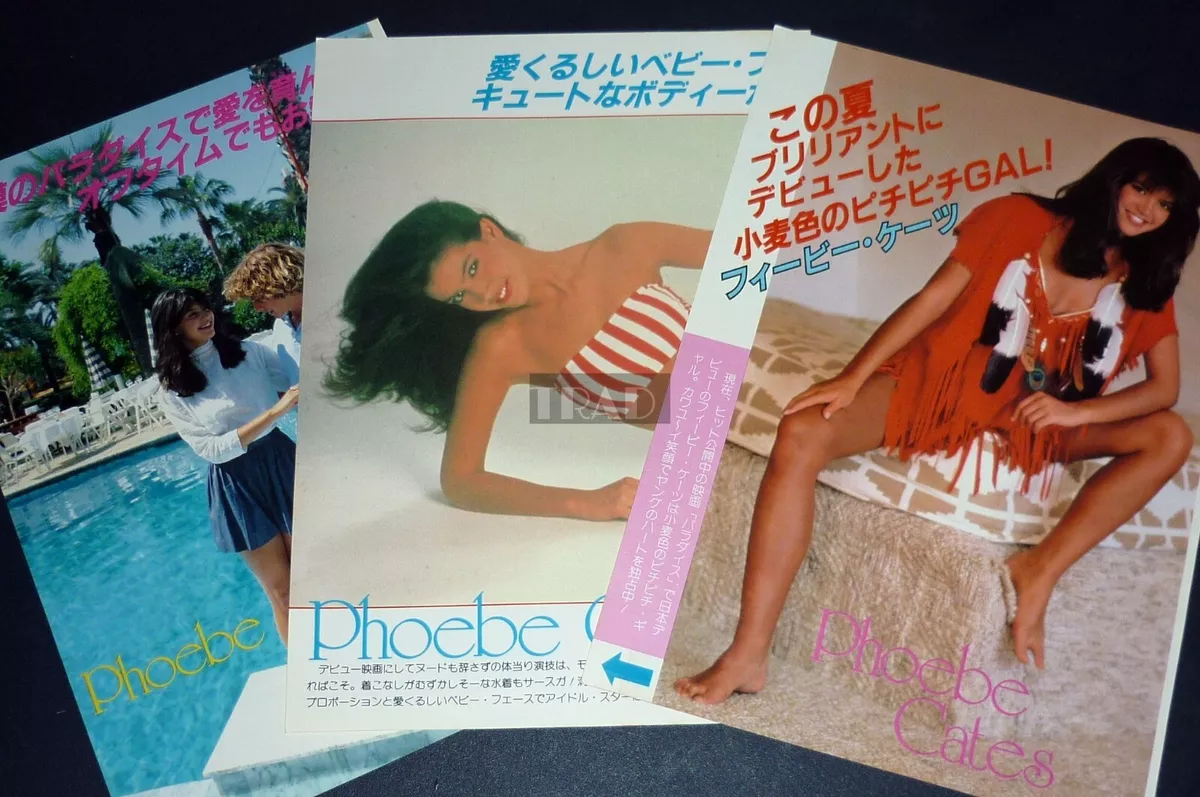 のパラダイスで愛を育ん
オフタイムでもお
Phoebe
愛くるしいベビー・フ
キュートなボディーが
TRAD
Phoebe C
デビュー映画にしてヌードも辞さずの体当り演技は、モ
ればこそ。着こなしがむずかしそーな水着もサースガ!
プロポーションと愛くるしいベビー・フェースでアイドル・スターに
この夏
ブリリアントに
デビューした
小麦色のピチピチGAL!
フィービー・ケーツ
現在、ヒット公開中の映画「パラダイス」で日本デ
ビューのフィービー・ケーツは小麦色のピチピチ・ギ
ャル。カワユーイ笑顔でヤングのハートを独占中!
Phoebe
Cates